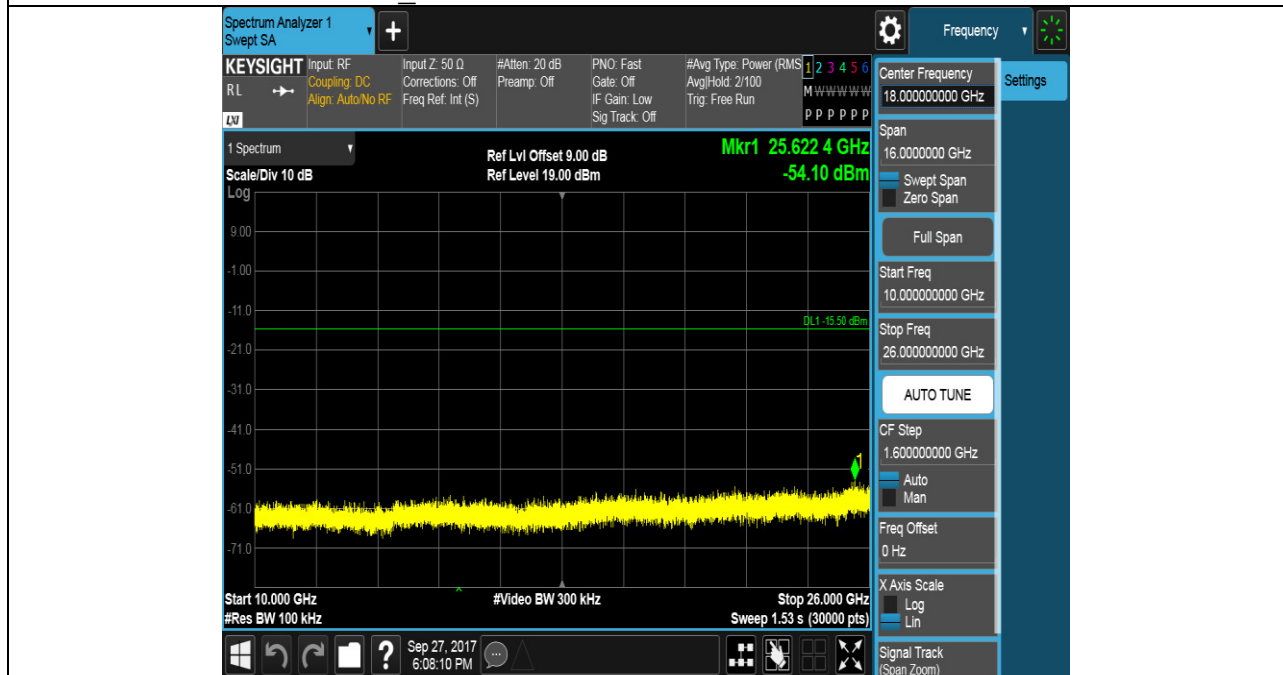 Spectrum Analyzer 1
Swept SA
+
Frequency
KEYSIGHT
RL
LXI
Input: RF
Coupling: DC
Align: Auto/No RF
Input Z: 50 Ω
Corrections: Off
Freq Ref: Int (S)
#Atten: 20 dB
Preamp: Off
PNO: Fast
Gate: Off
IF Gain: Low
Sig Track: Off
#Avg Type: Power (RMS
Avg|Hold: 2/100
Trig: Free Run
1 2 3 4 5 6
M W W W W W
P P P P P P
1 Spectrum
Scale/Div 10 dB
Ref Lvl Offset 9.00 dB
Ref Level 19.00 dBm
Mkr1 25.622 4 GHz
-54.10 dBm
Log
9.00
-1.00
-11.0
DL1 -15.50 dBm
-21.0
-31.0
-41.0
-51.0
1
-61.0
-71.0
Start 10.000 GHz
#Res BW 100 kHz
#Video BW 300 kHz
Stop 26.000 GHz
Sweep 1.53 s (30000 pts)
?
Sep 27, 2017
6:08:10 PM
Center Frequency
18.000000000 GHz
Settings
Span
16.0000000 GHz
Swept Span
Zero Span
Full Span
Start Freq
10.000000000 GHz
Stop Freq
26.000000000 GHz
AUTO TUNE
CF Step
1.600000000 GHz
Auto
Man
Freq Offset
0 Hz
X Axis Scale
Log
Lin
Signal Track
(Span Zoom)